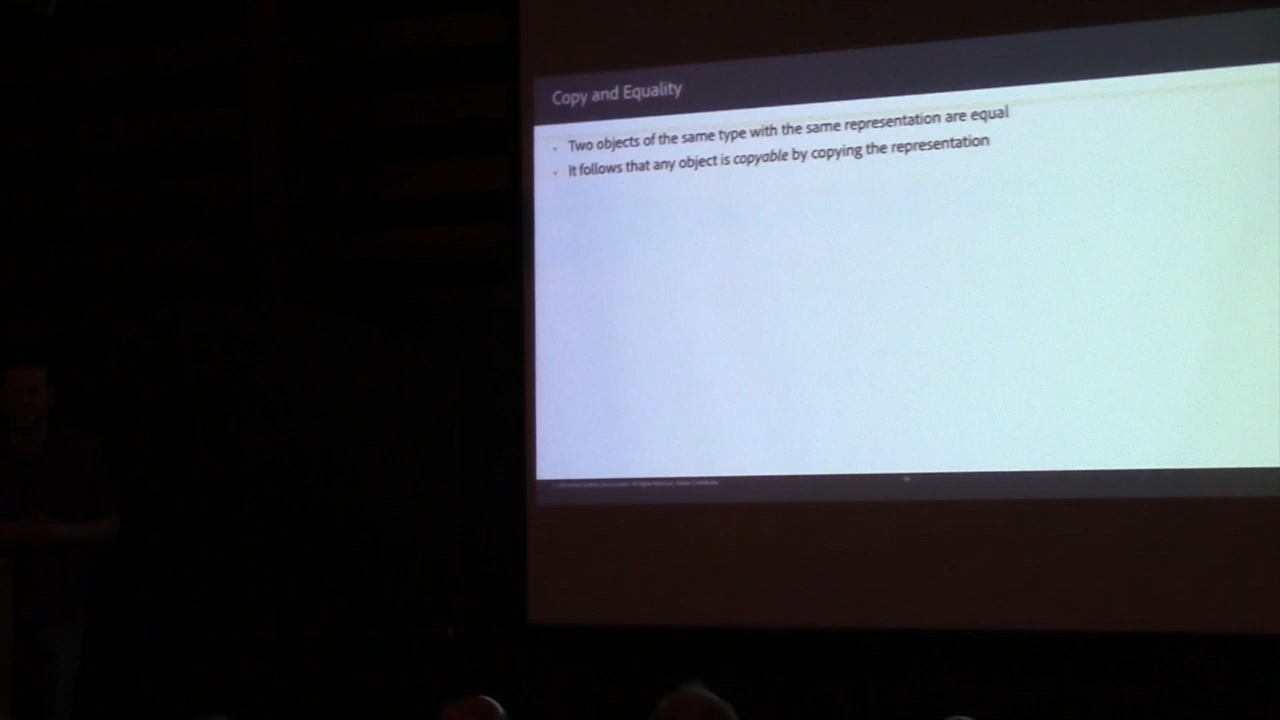 Copy and Equality
Two objects of the same type with the same representation are equal
It follows that any object is copyable by copying the representation